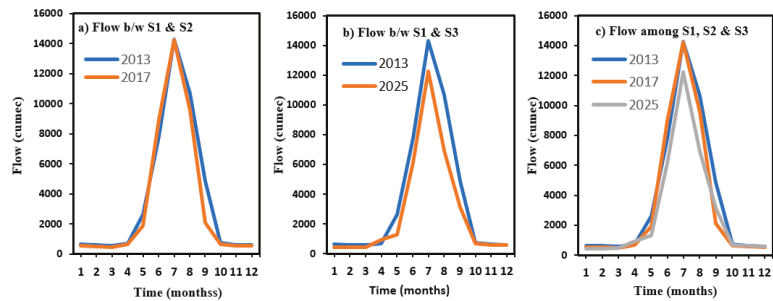 a) Flow b/w S1 & S2
2013
2017
16000
14000
12000
10000
8000
6000
4000
2000
0
Flow (cumec)
1 2 3 4 5 6 7 8 9 10 11 12
Time (monthss)
b) Flow b/w S1 & S3
2013
2025
16000
14000
12000
10000
8000
6000
4000
2000
0
Flow (cumec)
1 2 3 4 5 6 7 8 9 10 11 12
Time (months)
c) Flow among S1, S2 & S3
2013
2017
2025
16000
14000
12000
10000
8000
6000
4000
2000
0
Flow (cumec)
1 2 3 4 5 6 7 8 9 10 11 12
Time (months)